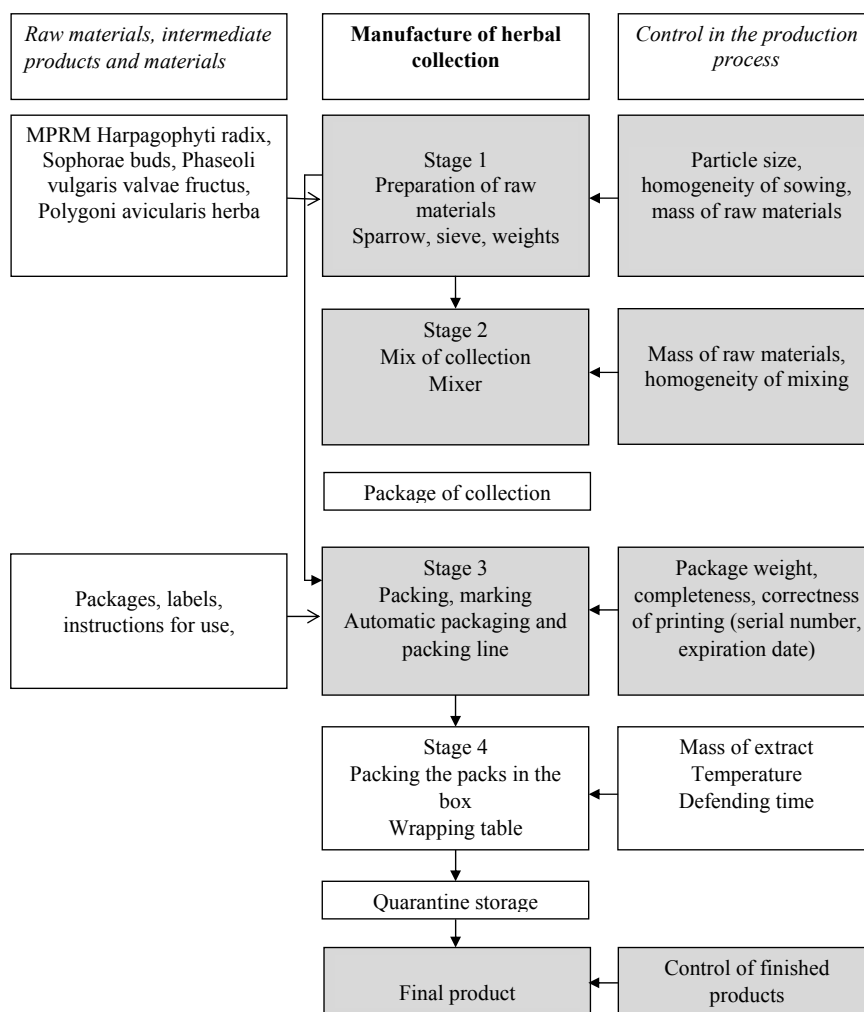 Raw materials, intermediate
products and materials
Manufacture of herbal
collection
Control in the production
process
MPRM Harpagophyti radix,
Sophorae buds, Phaseoli
vulgaris valvae fructus,
Polygoni avicularis herba
Stage 1
Preparation of raw
materials
Sparrow, sieve, weights
Particle size,
homogeneity of sowing,
mass of raw materials
Stage 2
Mix of collection
Mixer
Mass of raw materials,
homogeneity of mixing
Package of collection
Packages, labels,
instructions for use,
Stage 3
Packing, marking
Automatic packaging and
packing line
Package weight,
completeness, correctness
of printing (serial number,
expiration date)
Stage 4
Packing the packs in the
box
Wrapping table
Mass of extract
Temperature
Defending time
Quarantine storage
Final product
Control of finished
products